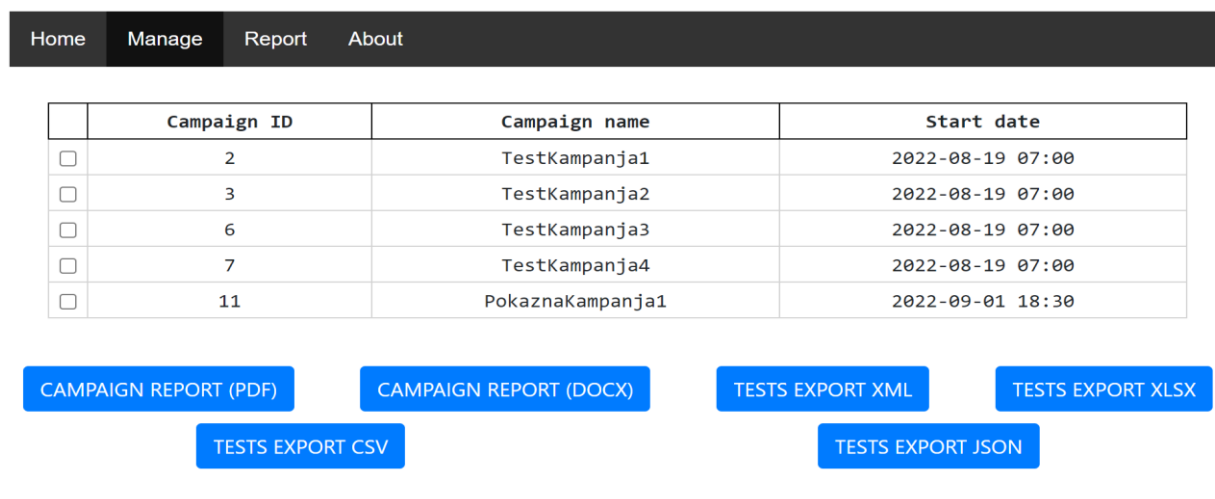 Home Manage Report About
Campaign ID Campaign name Start date
2 TestKampanja1 2022-08-19 07:00
3 TestKampanja2 2022-08-19 07:00
6 TestKampanja3 2022-08-19 07:00
7 TestKampanja4 2022-08-19 07:00
11 PokaznaKampanja1 2022-09-01 18:30
CAMPAIGN REPORT (PDF) CAMPAIGN REPORT (DOCX) TESTS EXPORT XML TESTS EXPORT XLSX
TESTS EXPORT CSV TESTS EXPORT JSON